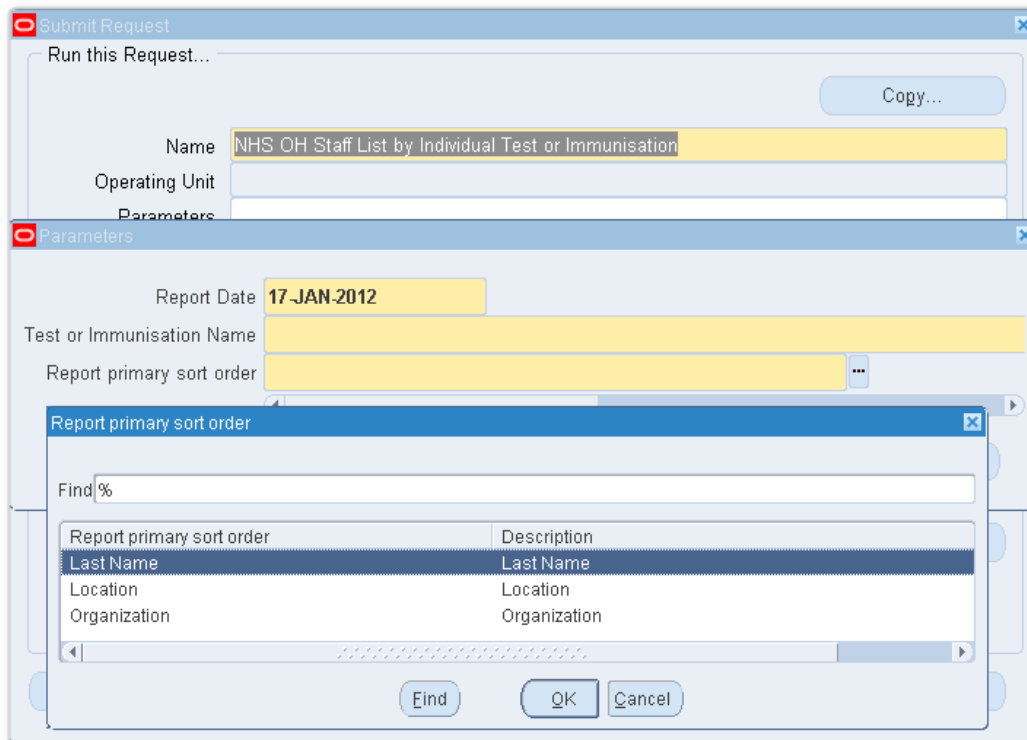 Submit Request
Run this Request...
Copy...
Name NHS OH Staff List by Individual Test or Immunisation
Operating Unit
Parameters
Parameters
Report Date 17-JAN-2012
Test or Immunisation Name
Report primary sort order ...
Report primary sort order
Find %
Report primary sort order Description
Last Name Last Name
Location Location
Organization Organization
Find OK Cancel